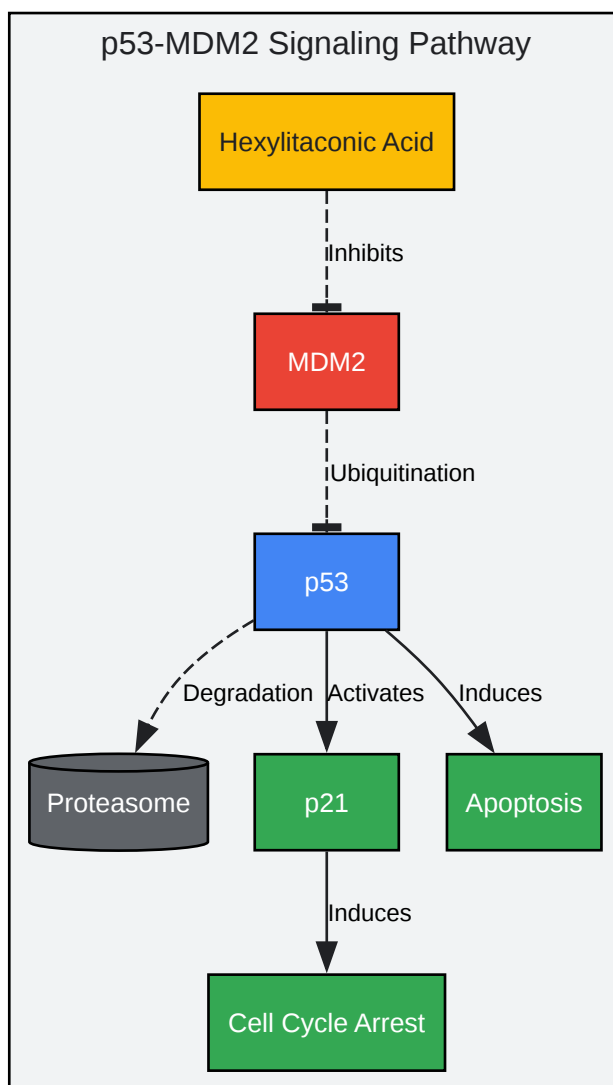 p53-MDM2 Signaling Pathway
Hexylitaconic Acid
Inhibits
MDM2
Ubiquitination
p53
Degradation
Activates
Induces
Proteasome
p21
Apoptosis
Induces
Cell Cycle Arrest